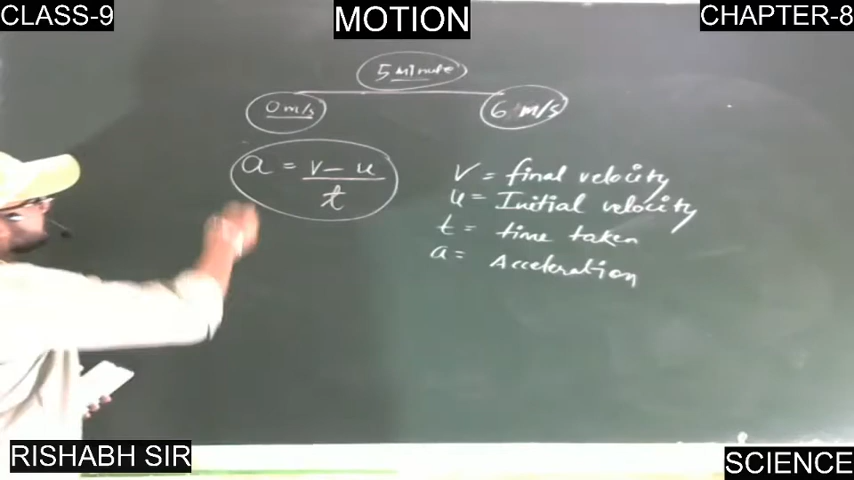 CLASS-9
MOTION
CHAPTER-8
5 minute
0 m/s
6 m/s
a = v - u
t
v = final velocity
u = Initial velocity
t = time taken
a = Acceleration
RISHABH SIR
SCIENCE